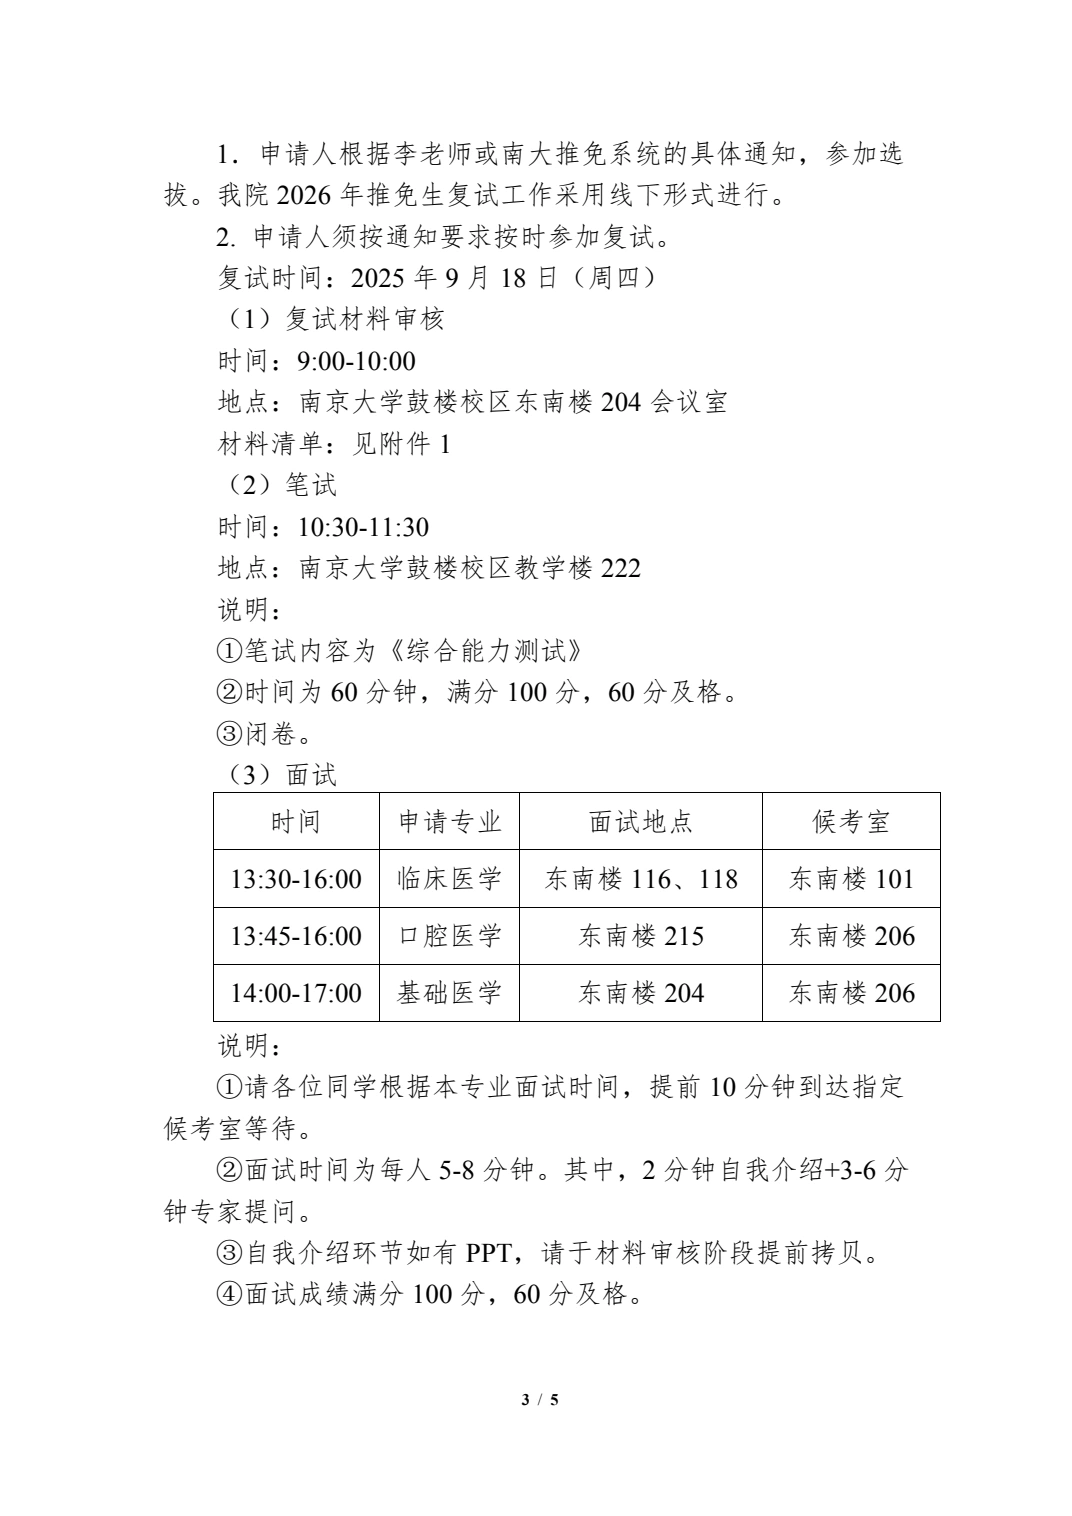 1．申请人根据李老师或南大推免系统的具体通知，参加选
拔。我院 2026 年推免生复试工作采用线下形式进行。
2. 申请人须按通知要求按时参加复试。
复试时间：2025 年 9 月 18 日（周四）
（1）复试材料审核
时间：9:00-10:00
地点：南京大学鼓楼校区东南楼 204 会议室
材料清单：见附件 1
（2）笔试
时间：10:30-11:30
地点：南京大学鼓楼校区教学楼 222
说明：
①笔试内容为《综合能力测试》
②时间为 60 分钟，满分 100 分，60 分及格。
③闭卷。
（3）面试
时间 申请专业 面试地点 候考室
13:30-16:00 临床医学 东南楼 116、118 东南楼 101
13:45-16:00 口腔医学 东南楼 215 东南楼 206
14:00-17:00 基础医学 东南楼 204 东南楼 206
说明：
①请各位同学根据本专业面试时间，提前 10 分钟到达指定
候考室等待。
②面试时间为每人 5-8 分钟。其中，2 分钟自我介绍+3-6 分
钟专家提问。
③自我介绍环节如有 PPT，请于材料审核阶段提前拷贝。
④面试成绩满分 100 分，60 分及格。
3 / 5